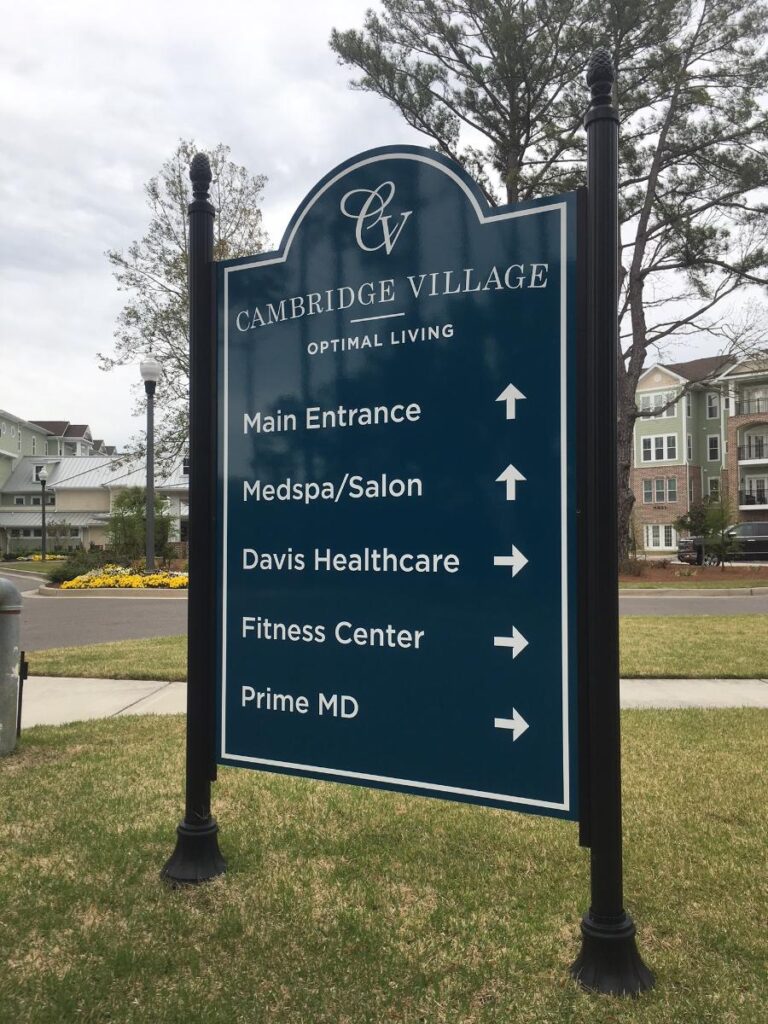 CV
CAMBRIDGE VILLAGE
OPTIMAL LIVING
Main Entrance ↑
Medspa/Salon ↑
Davis Healthcare →
Fitness Center →
Prime MD →